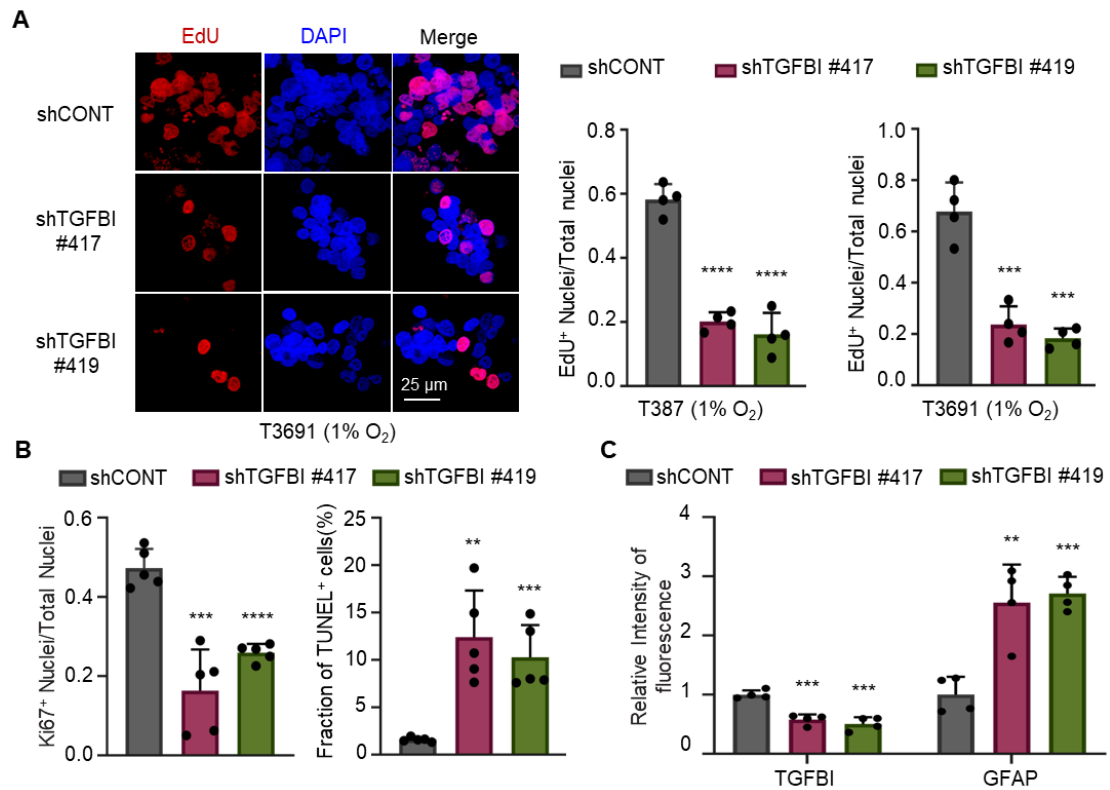 A
EdU DAPI Merge
shCONT
shTGFBI
#417
shTGFBI
#419
25 μm
T3691 (1% O₂)
shCONT shTGFBI #417 shTGFBI #419
EdU⁺ Nuclei/Total nuclei
0.8
0.6
0.4
0.2
0.0
**** ****
T387 (1% O₂)
EdU⁺ Nuclei/Total nuclei
1.0
0.8
0.6
0.4
0.2
0.0
*** ***
T3691 (1% O₂)
B
shCONT shTGFBI #417 shTGFBI #419
Ki67⁺ Nuclei/Total Nuclei
0.6
0.4
0.2
0.0
*** ****
Fraction of TUNEL⁺ cells(%)
25
20
15
10
5
0
** ***
C
shCONT shTGFBI #417 shTGFBI #419
Relative Intensity of
fluorescence
4
3
2
1
0
*** *** ** ***
TGFBI GFAP